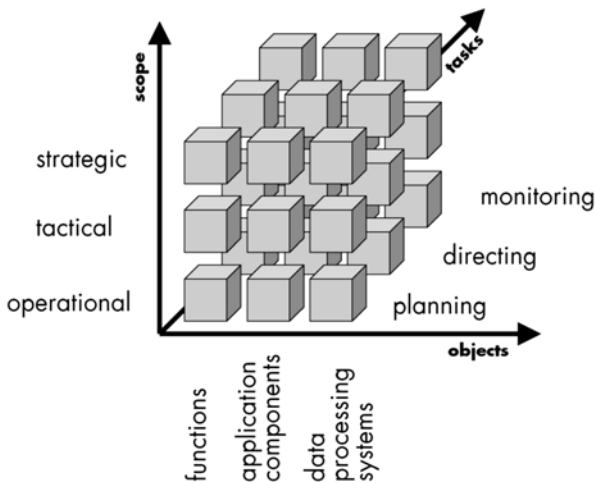 tasks
scope
strategic
monitoring
tactical
directing
operational
planning
objects
functions
application
components
data
processing
systems